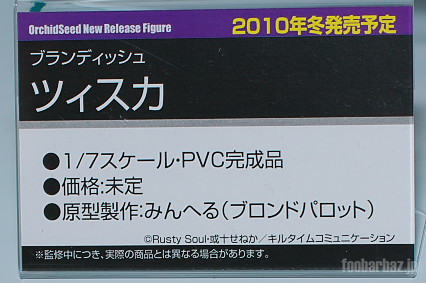 OrchidSeed New Release Figure 2010年冬発売予定
ブランディッシュ
ツィスカ
●1/7スケール・PVC完成品
●価格:未定
●原型製作:みんへる(ブロンドパロット)
©Rusty Soul・或十せねか／キルタイムコミュニケーション
※監修中につき、実際の商品とは異なる場合があります。
foobarbaz.jp